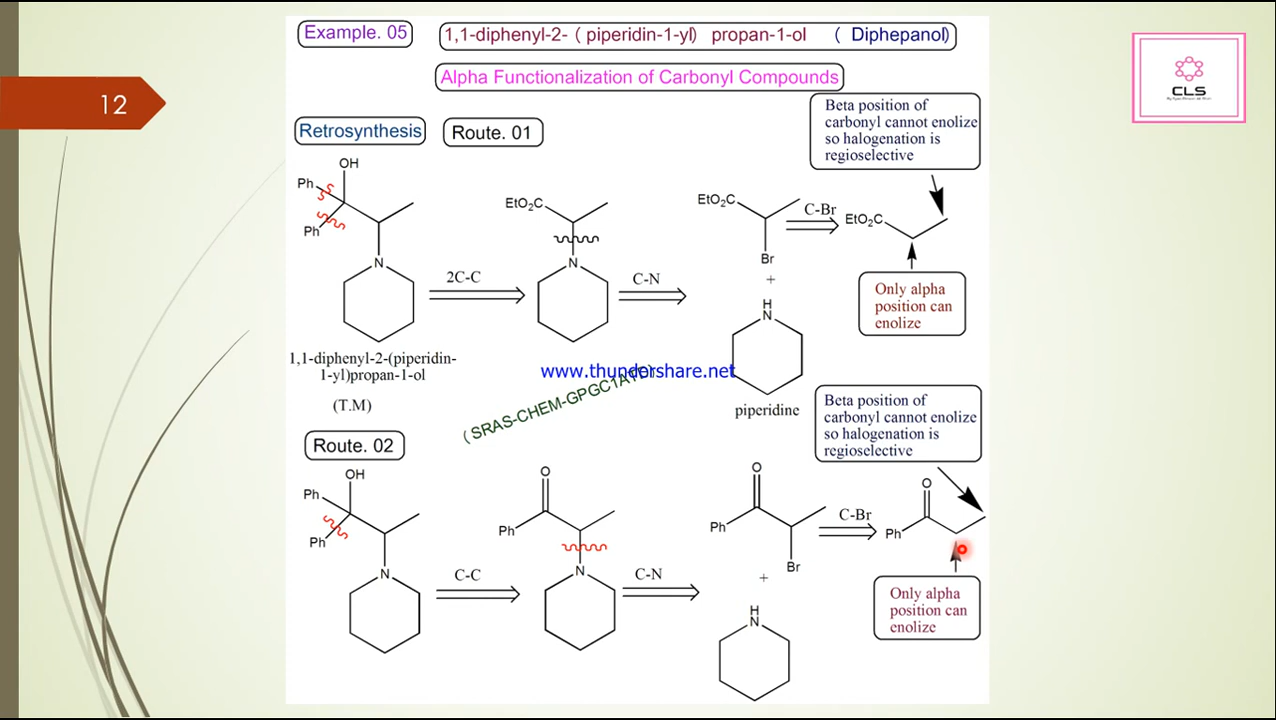 Example. 05
1,1-diphenyl-2- ( piperidin-1-yl) propan-1-ol ( Diphepanol)
Alpha Functionalization of Carbonyl Compounds
12
CLS
Retrosynthesis
Route. 01
Beta position of
carbonyl cannot enolize
so halogenation is
regioselective
OH
Ph
Ph
N
2C-C
EtO2C
N
C-N
EtO2C
Br
+
H
N
piperidine
C-Br
EtO2C
Only alpha
position can
enolize
1,1-diphenyl-2-(piperidin-
1-yl)propan-1-ol
(T.M)
www.thundershare.net
Route. 02
Beta position of
carbonyl cannot enolize
so halogenation is
regioselective
OH
Ph
Ph
N
C-C
O
Ph
N
C-N
O
Ph
Br
+
H
N
C-Br
O
Ph
Only alpha
position can
enolize